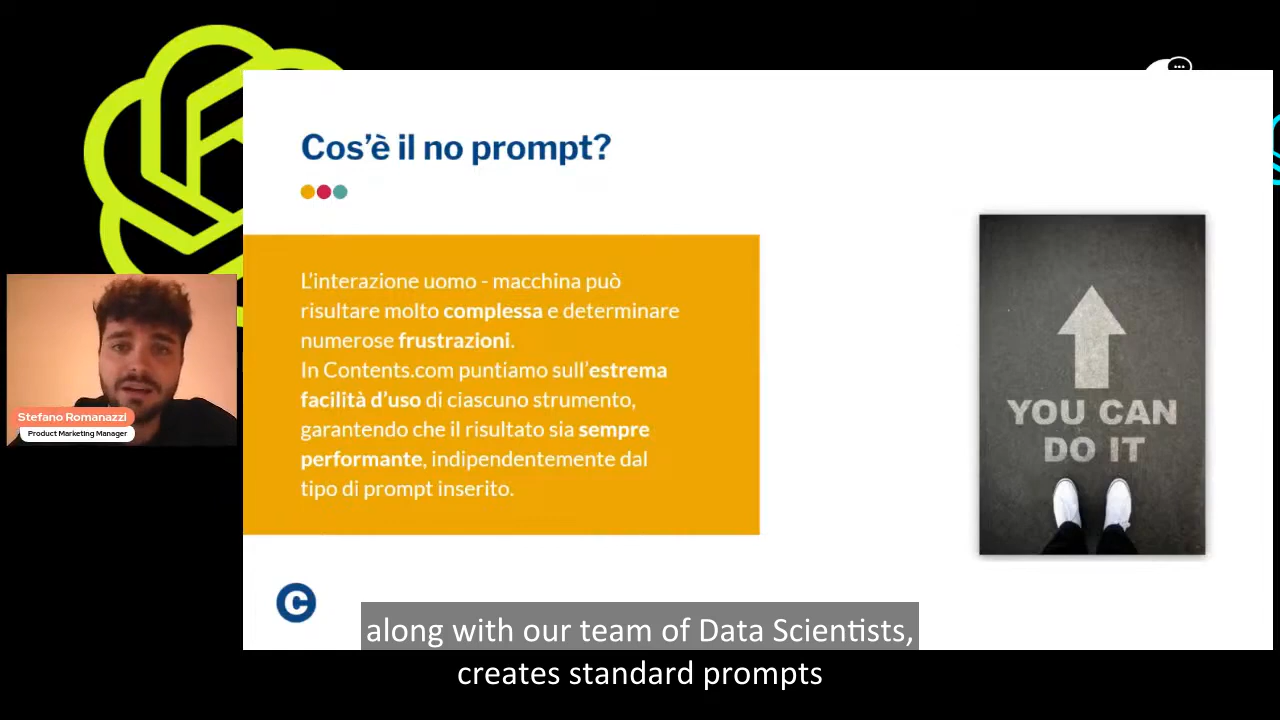 Cos'è il no prompt?
L'interazione uomo - macchina può
risultare molto complessa e determinare
numerose frustrazioni.
In Contents.com puntiamo sull'estrema
facilità d'uso di ciascuno strumento,
garantendo che il risultato sia sempre
performante, indipendentemente dal
tipo di prompt inserito.
YOU CAN
DO IT
Stefano Romanazzi
Product Marketing Manager
C
along with our team of Data Scientists,
creates standard prompts